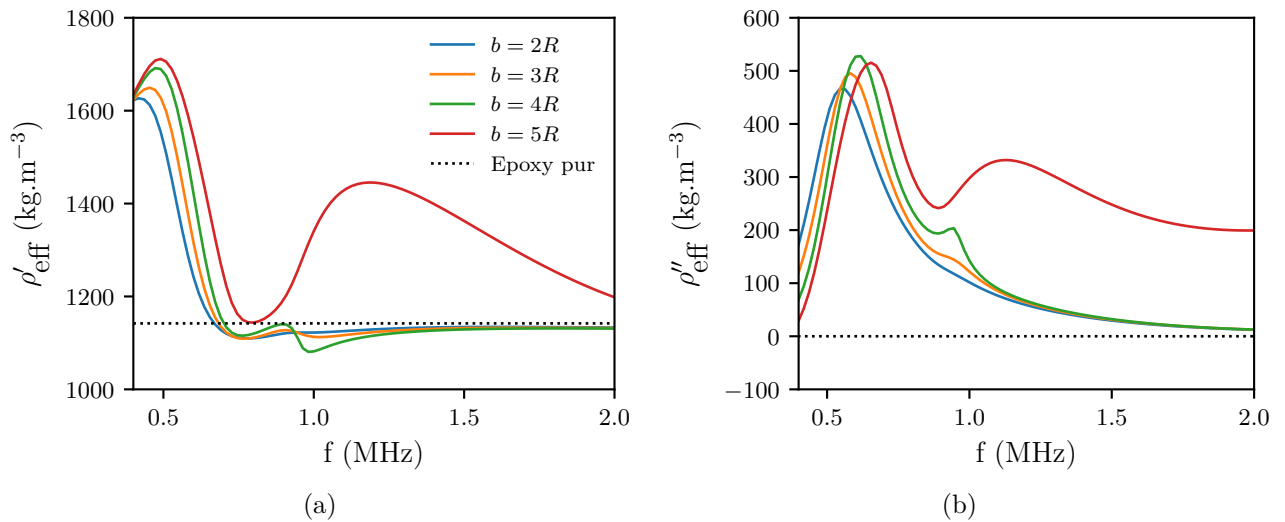 1800
1600
1400
1200
1000
ρ′eff (kg.m⁻³)
b = 2R
b = 3R
b = 4R
b = 5R
Epoxy pur
0.5 1.0 1.5 2.0
f (MHz)
(a)
600
500
400
300
200
100
0
−100
ρ″eff (kg.m⁻³)
0.5 1.0 1.5 2.0
f (MHz)
(b)